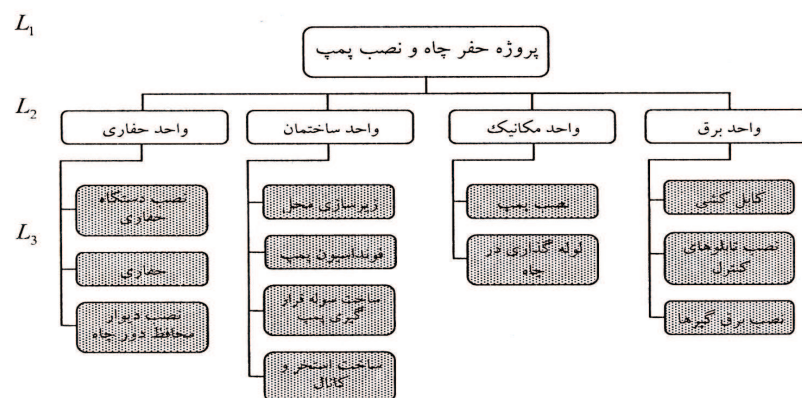 L1
پروژه حفر چاه و نصب پمپ
L2
واحد برق
واحد مکانیک
واحد ساختمان
واحد حفاری
L3
کابل کشی
نصب تابلوهای
کنترل
نصب برق گیرها
نصب پمپ
لوله گذاری در
چاه
زیرسازی محل
فونداسیون پمپ
ساخت سوله قرار
گیری پمپ
ساخت استخر و
کانال
نصب دستگاه
حفاری
حفاری
نصب دیوار
محافظ دور چاه